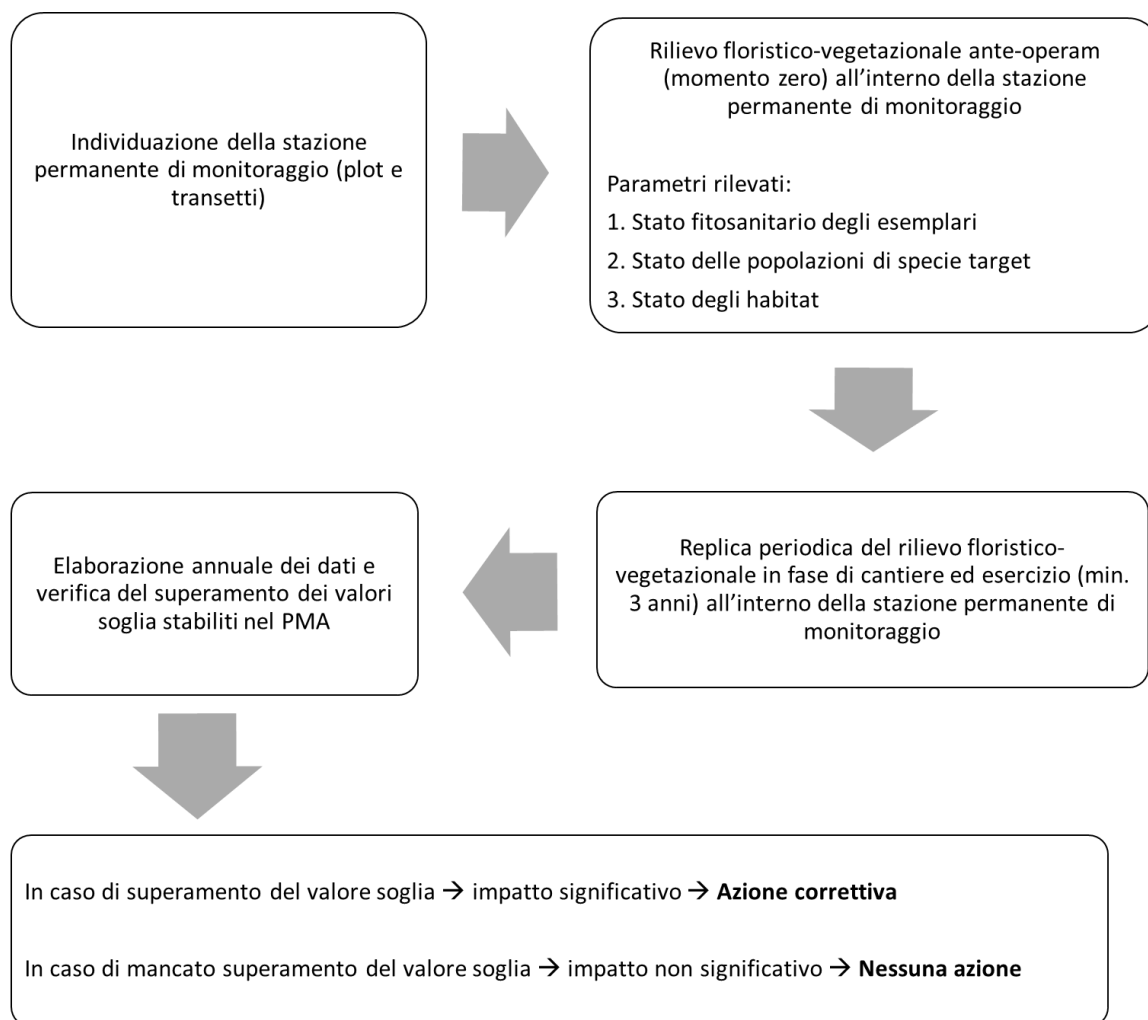 Individuazione della stazione
permanente di monitoraggio (plot e
transetti)
Rilievo floristico-vegetazionale ante-operam
(momento zero) all’interno della stazione
permanente di monitoraggio
Parametri rilevati:
1. Stato fitosanitario degli esemplari
2. Stato delle popolazioni di specie target
3. Stato degli habitat
Replica periodica del rilievo floristico-
vegetazionale in fase di cantiere ed esercizio (min.
3 anni) all’interno della stazione permanente di
monitoraggio
Elaborazione annuale dei dati e
verifica del superamento dei valori
soglia stabiliti nel PMA
In caso di superamento del valore soglia → impatto significativo → Azione correttiva
In caso di mancato superamento del valore soglia → impatto non significativo → Nessuna azione